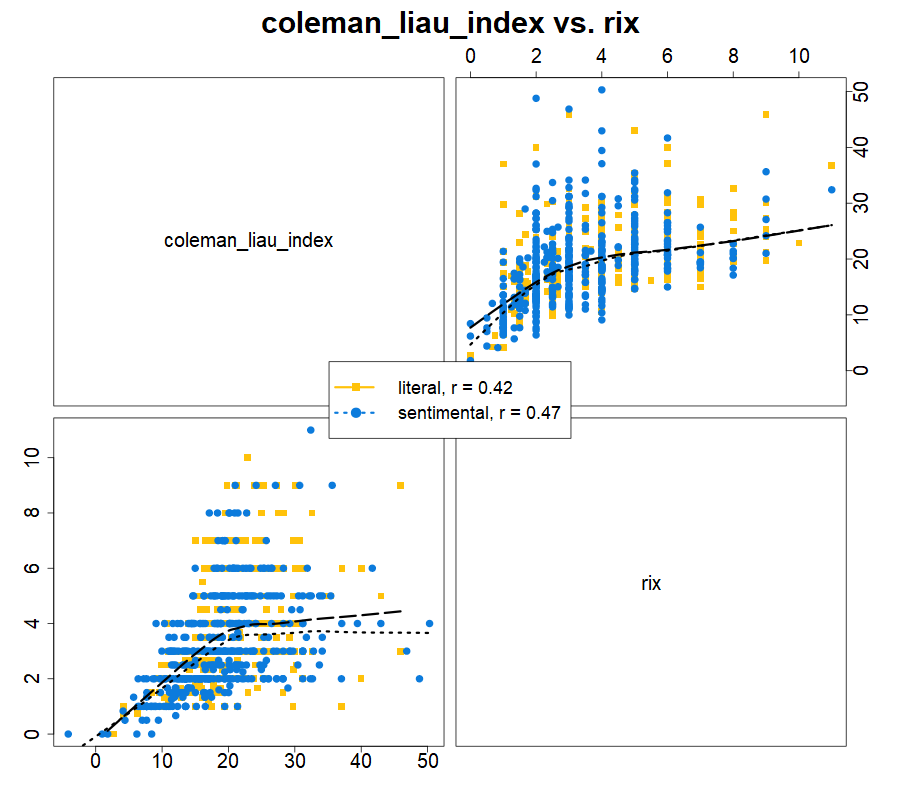 coleman_liau_index vs. rix
0 2 4 6 8 10
coleman_liau_index
50
40
30
20
10
0
literal, r = 0.42
sentimental, r = 0.47
10
8
6
4
2
0
rix
0 10 20 30 40 50